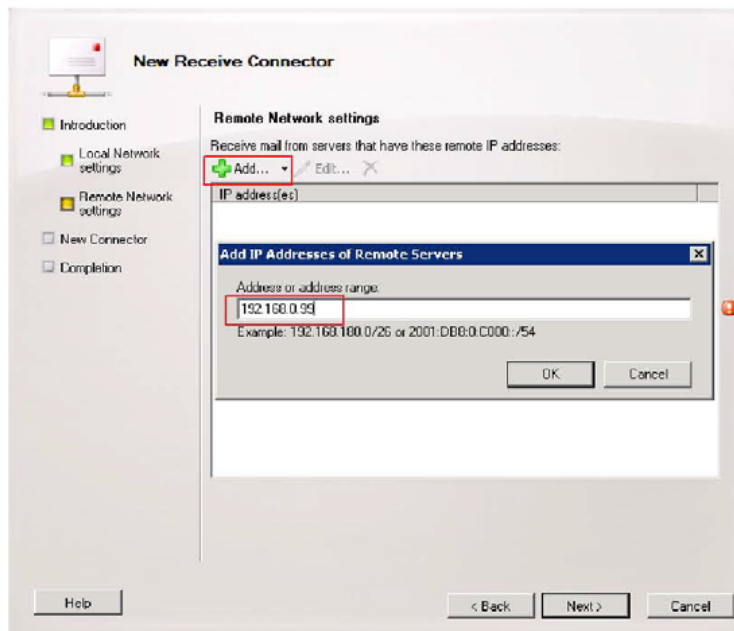 New Receive Connector
Introduction
Local Network
settings
Remote Network
settings
New Connector
Completion
Remote Network settings
Receive mail from servers that have these remote IP addresses:
Add...
Edit...
IP address(es)
Add IP Addresses of Remote Servers
Address or address range:
192.168.0.99
Example: 192.168.180.0/26 or 2001:DB8:0:C000::/54
OK
Cancel
Help
< Back
Next >
Cancel